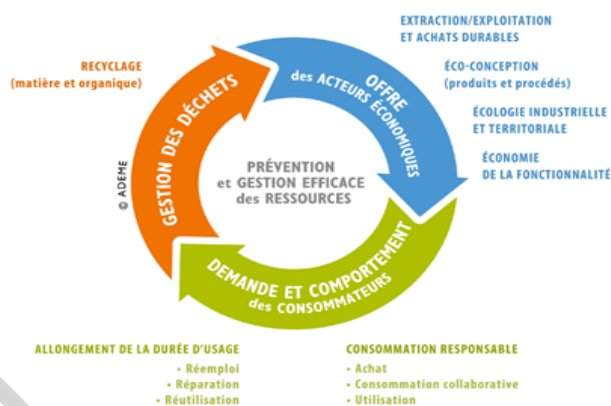 EXTRACTION/EXPLOITATION
ET ACHATS DURABLES
RECYCLAGE
(matière et organique)
ÉCO-CONCEPTION
(produits et procédés)
ÉCOLOGIE INDUSTRIELLE
ET TERRITORIALE
ÉCONOMIE
DE LA FONCTIONNALITÉ
OFFRE
des ACTEURS ÉCONOMIQUES
GESTION DES DÉCHETS
PRÉVENTION
et GESTION EFFICACE
des RESSOURCES
© ADEME
DEMANDE ET COMPORTEMENT
des CONSOMMATEURS
ALLONGEMENT DE LA DURÉE D'USAGE
• Réemploi
• Réparation
• Réutilisation
CONSOMMATION RESPONSABLE
• Achat
• Consommation collaborative
• Utilisation